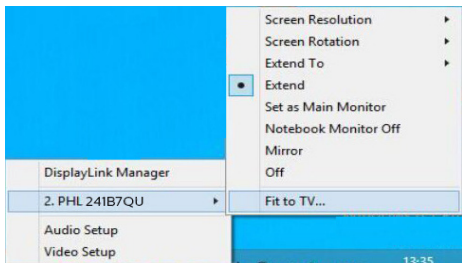 Screen Resolution
Screen Rotation
Extend To
Extend
Set as Main Monitor
Notebook Monitor Off
Mirror
Off
Fit to TV...
DisplayLink Manager
2. PHL 241B7QU
Audio Setup
Video Setup
13:35